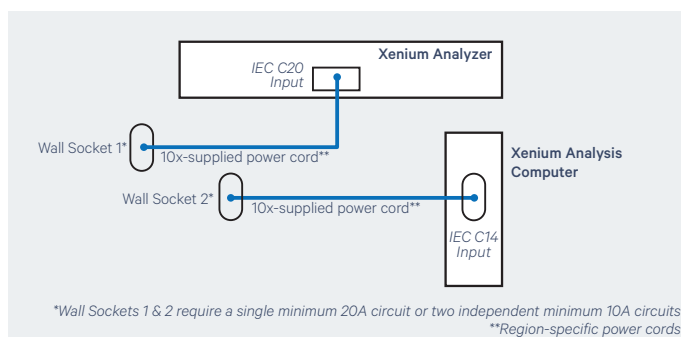 Xenium Analyzer
IEC C20
Input
Wall Socket 1*
10x-supplied power cord**
Xenium Analysis
Computer
Wall Socket 2*
10x-supplied power cord**
IEC C14
Input
*Wall Sockets 1 & 2 require a single minimum 20A circuit or two independent minimum 10A circuits
**Region-specific power cords